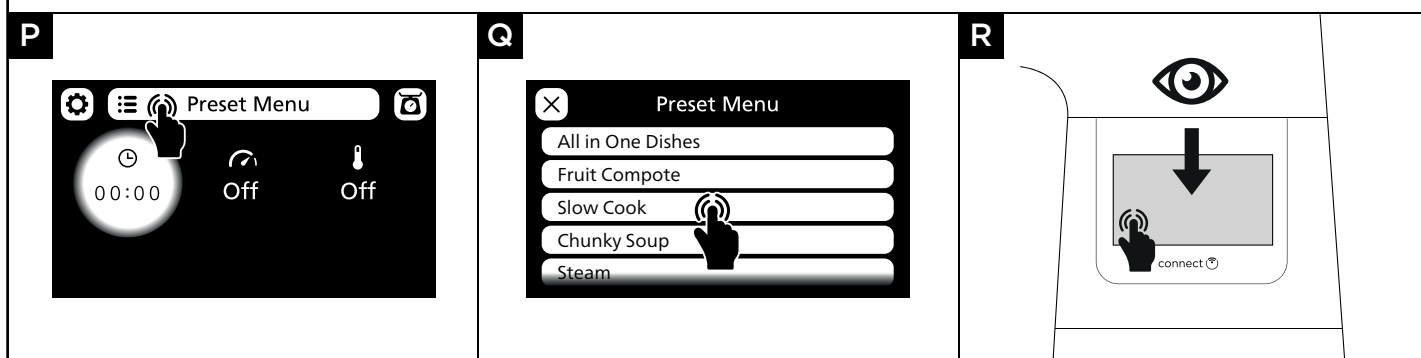 P
Preset Menu
00:00
Off
Off
Q
Preset Menu
All in One Dishes
Fruit Compote
Slow Cook
Chunky Soup
Steam
R
connect